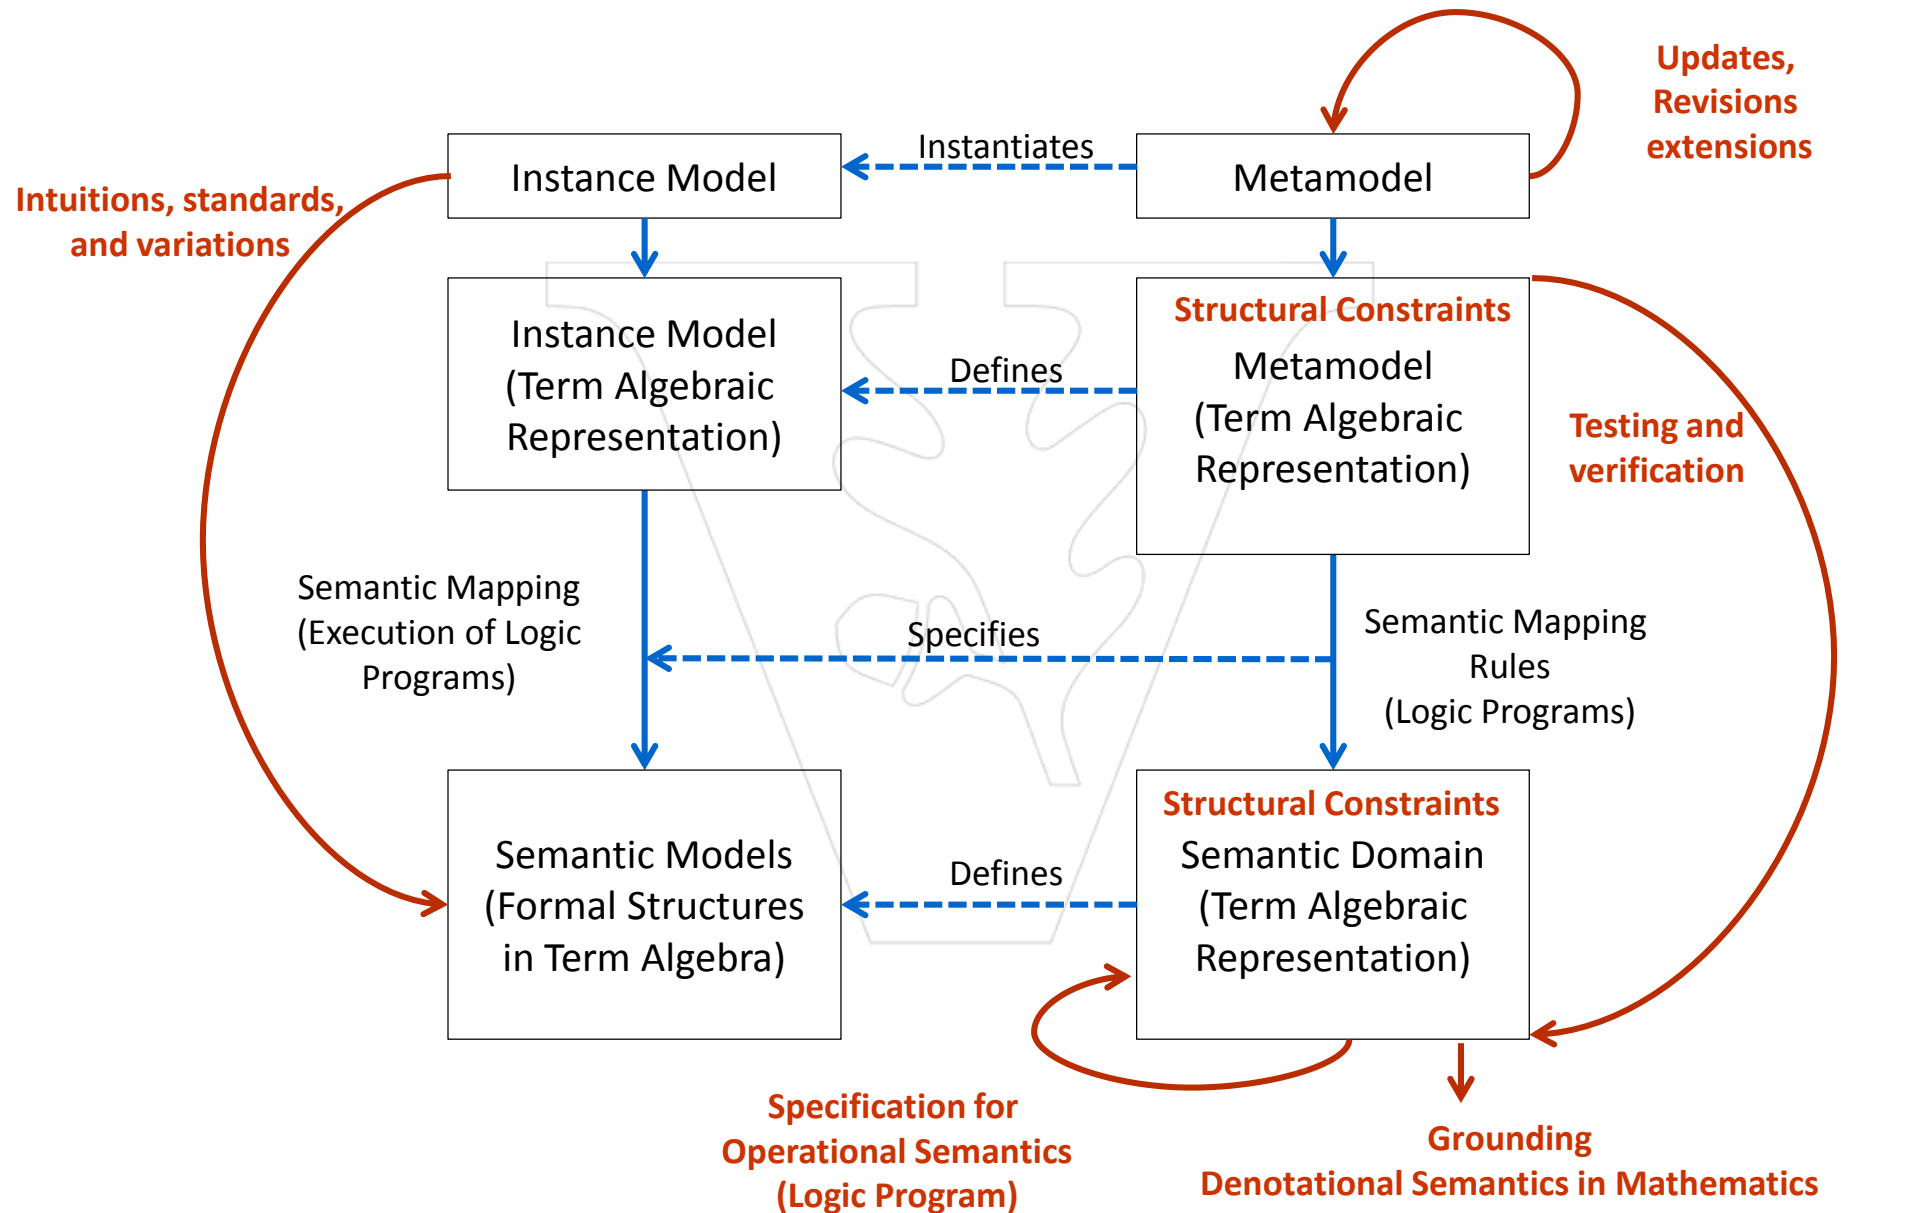 Updates,
Revisions
extensions
Instantiates
Instance Model
Metamodel
Intuitions, standards,
and variations
Structural Constraints
Instance Model
(Term Algebraic
Representation)
Defines
Metamodel
(Term Algebraic
Representation)
Testing and
verification
Semantic Mapping
(Execution of Logic
Programs)
Specifies
Semantic Mapping
Rules
(Logic Programs)
Structural Constraints
Semantic Models
(Formal Structures
in Term Algebra)
Defines
Semantic Domain
(Term Algebraic
Representation)
Specification for
Operational Semantics
(Logic Program)
Grounding
Denotational Semantics in Mathematics